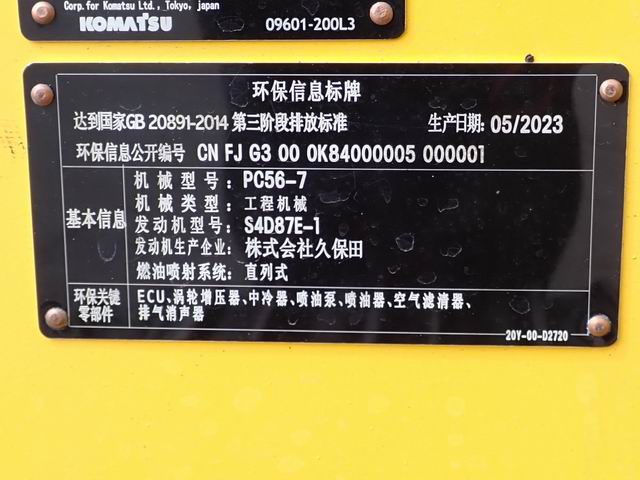 Corp. for Komatsu Ltd., Tokyo, japan
KOMATSU 09601-200L3
环保信息标牌
达到国家GB 20891-2014 第三阶段排放标准 生产日期: 05/2023
环保信息公开编号 CN FJ G3 00 0K84000005 000001
基本信息
机械型号: PC56-7
机械类型: 工程机械
发动机型号: S4D87E-1
发动机生产企业: 株式会社久保田
燃油喷射系统: 直列式
环保关键
零部件
ECU、涡轮增压器、中冷器、喷油泵、喷油器、空气滤清器、
排气消声器
20Y-00-D2720